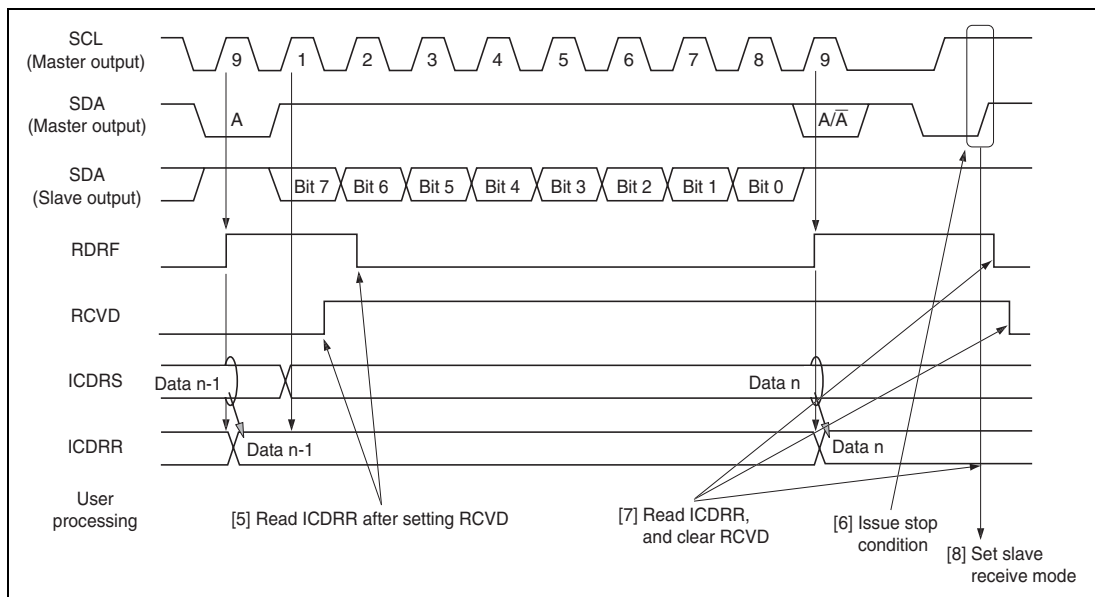 SCL
(Master output)
9 1 2 3 4 5 6 7 8 9
SDA
(Master output)
A A/A̅
SDA
(Slave output)
Bit 7 Bit 6 Bit 5 Bit 4 Bit 3 Bit 2 Bit 1 Bit 0
RDRF
RCVD
ICDRS
Data n-1 Data n
ICDRR
Data n-1 Data n
User
processing
[5] Read ICDRR after setting RCVD
[7] Read ICDRR,
and clear RCVD
[6] Issue stop
condition
[8] Set slave
receive mode